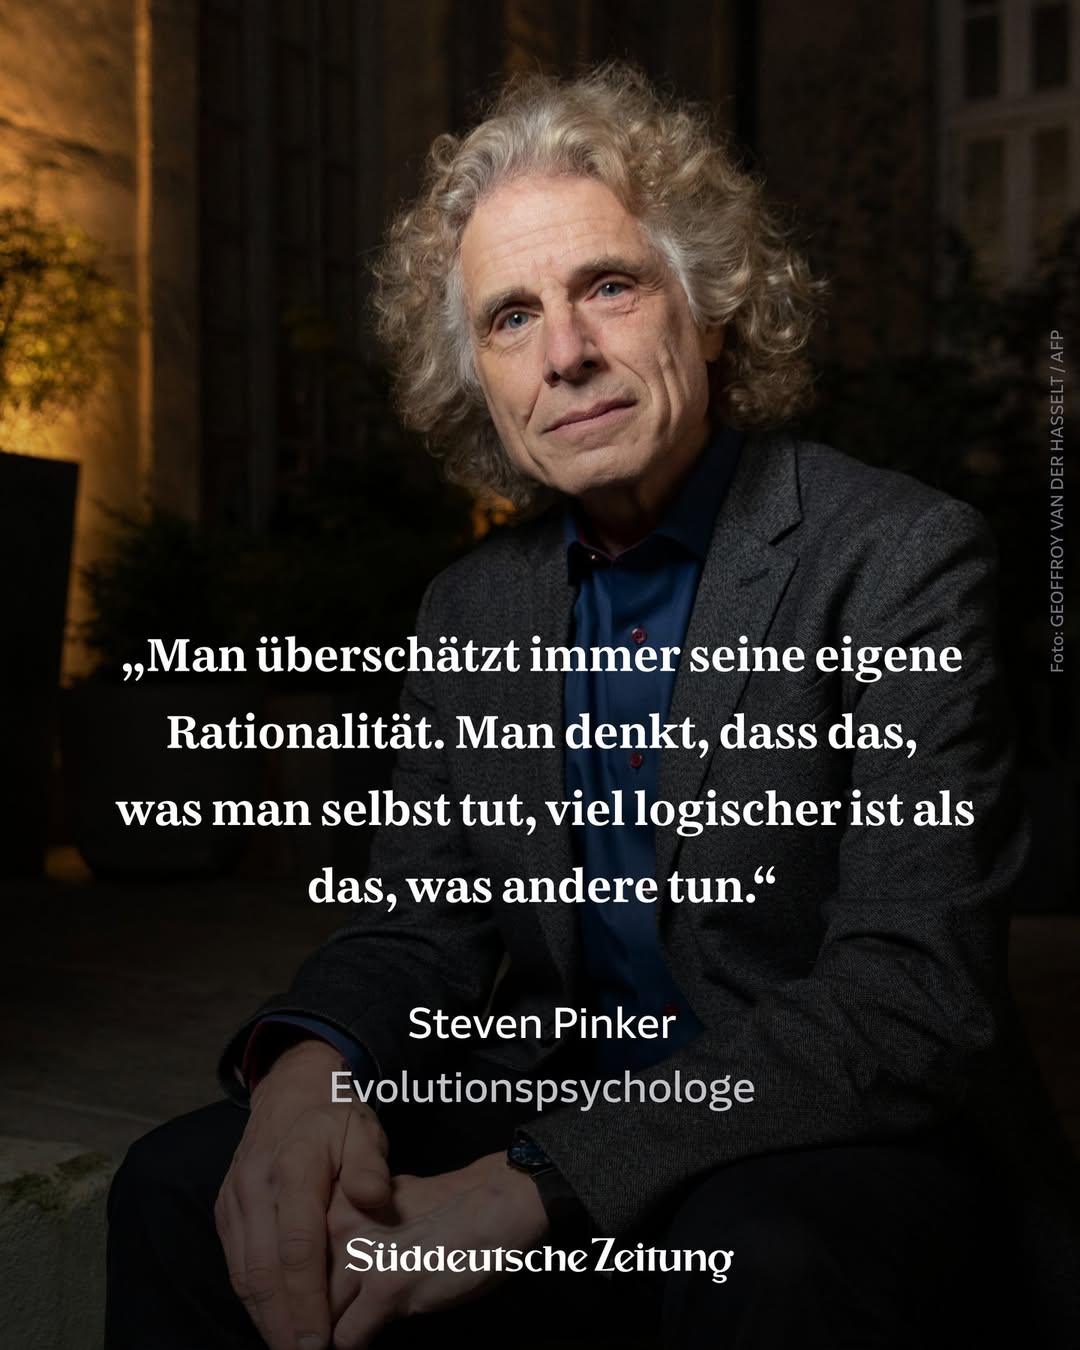 „Man überschätzt immer seine eigene
Rationalität. Man denkt, dass das,
was man selbst tut, viel logischer ist als
das, was andere tun.“
Steven Pinker
Evolutionspsychologe
Süddeutsche Zeitung
Foto: GEOFFROY VAN DER HASSELT / AFP